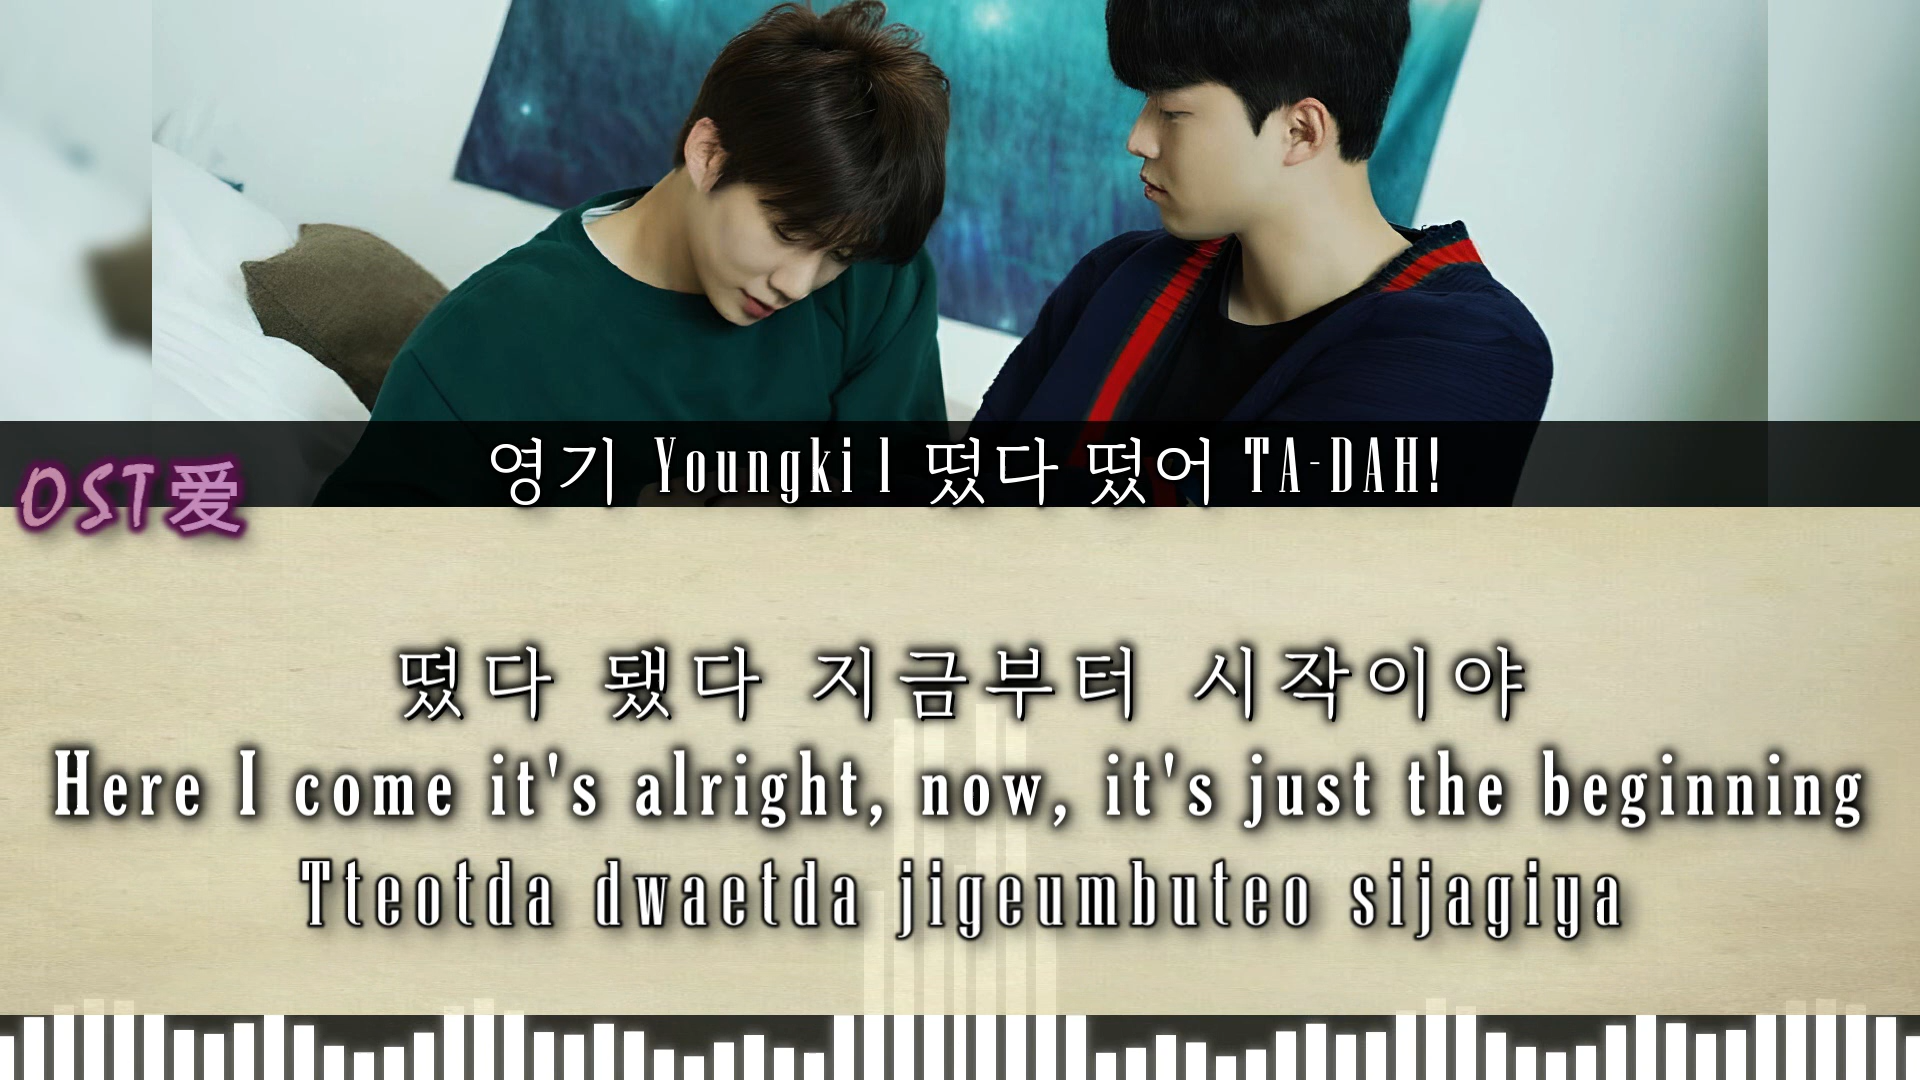 영기 Youngki l 떴다 떴어 TA-DAH!
OST爱
떴다 됐다 지금부터 시작이야
Here I come it's alright, now, it's just the beginning
Tteotda dwaetda jigeumbuteo sijagiya